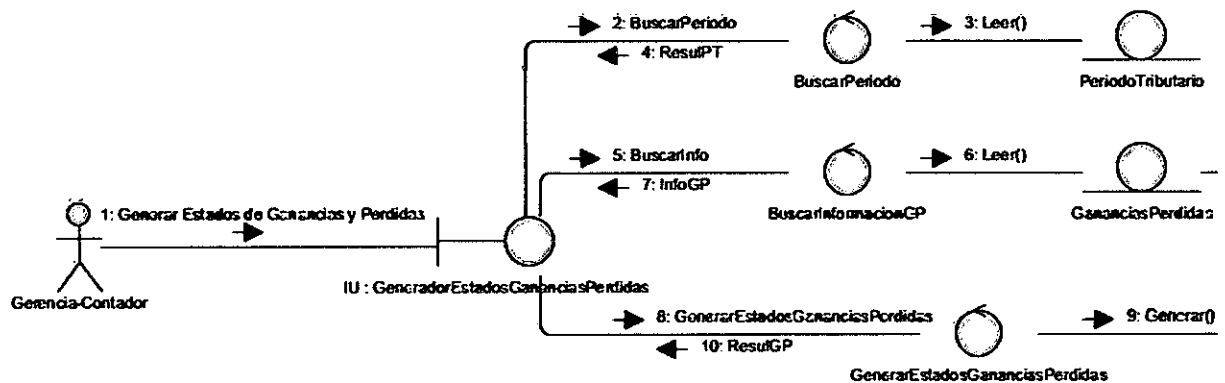 2: BuscarPeriodo
3: Leer()
4: ResulPT
BuscarPeriodo
PeriodoTributario
5: BuscarInfo
6: Leer()
7: InfoGP
BuscarInformacionGP
GananciasPerdidas
1: Generar Estados de Ganancias y Perdidas
Gerencia-Contador
IU : GeneradorEstadosGananciasPerdidas
8: GenerarEstadosGananciasPerdidas
9: Generar()
10: ResulGP
GenerarEstadosGananciasPerdidas